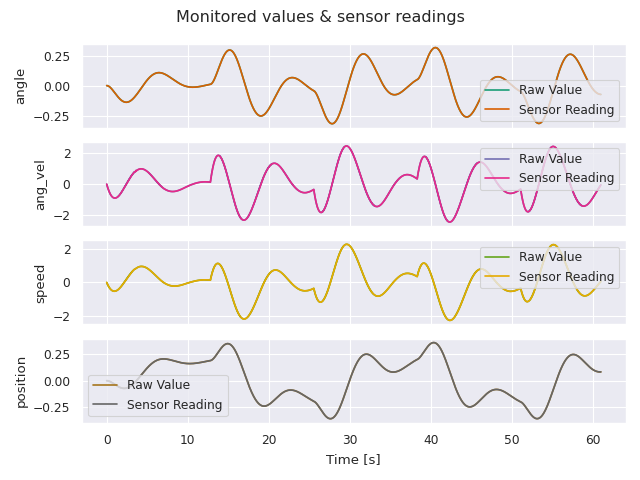 Monitored values & sensor readings
angle
0.25
0.00
−0.25
Raw Value
Sensor Reading
ang_vel
2
0
−2
Raw Value
Sensor Reading
speed
2
0
−2
Raw Value
Sensor Reading
position
0.25
0.00
−0.25
Raw Value
Sensor Reading
0 10 20 30 40 50 60
Time [s]